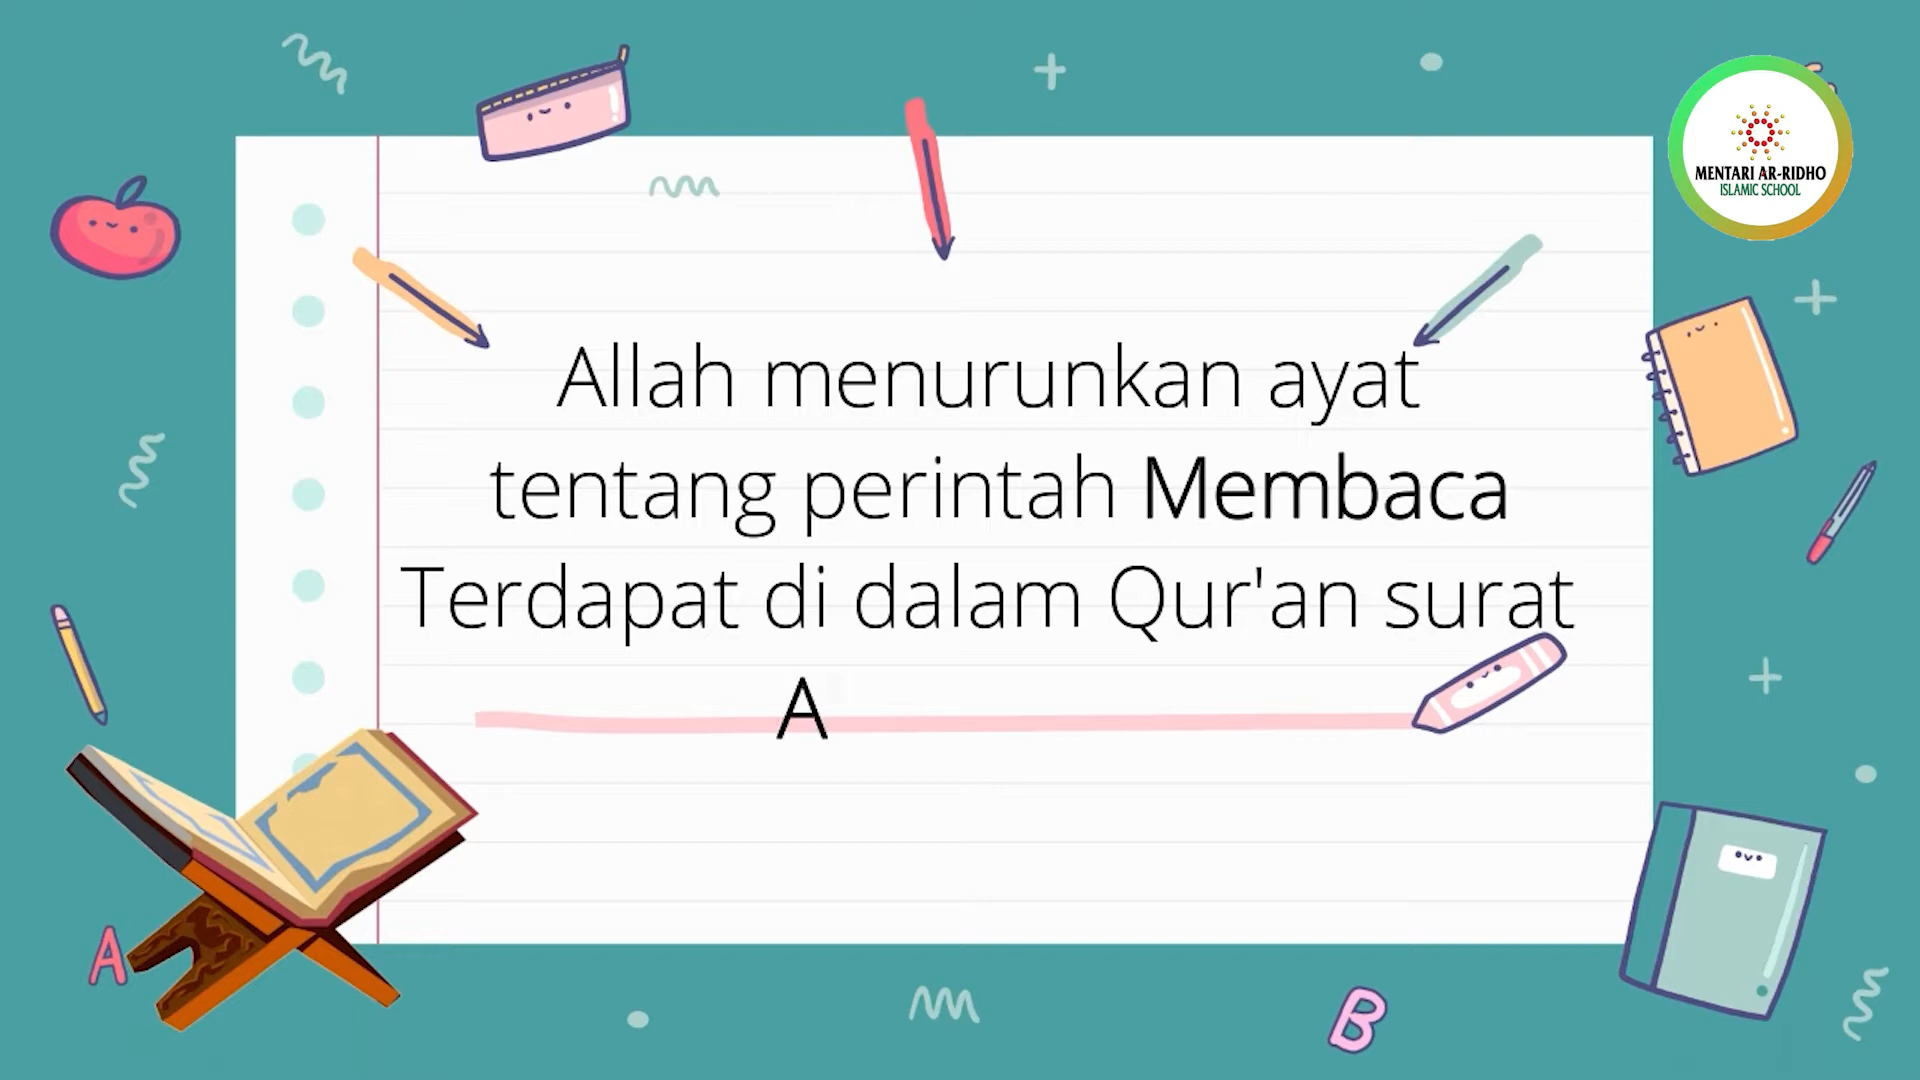 MENTARI AR-RIDHO
ISLAMIC SCHOOL
Allah menurunkan ayat
tentang perintah Membaca
Terdapat di dalam Qur'an surat
A
A
B